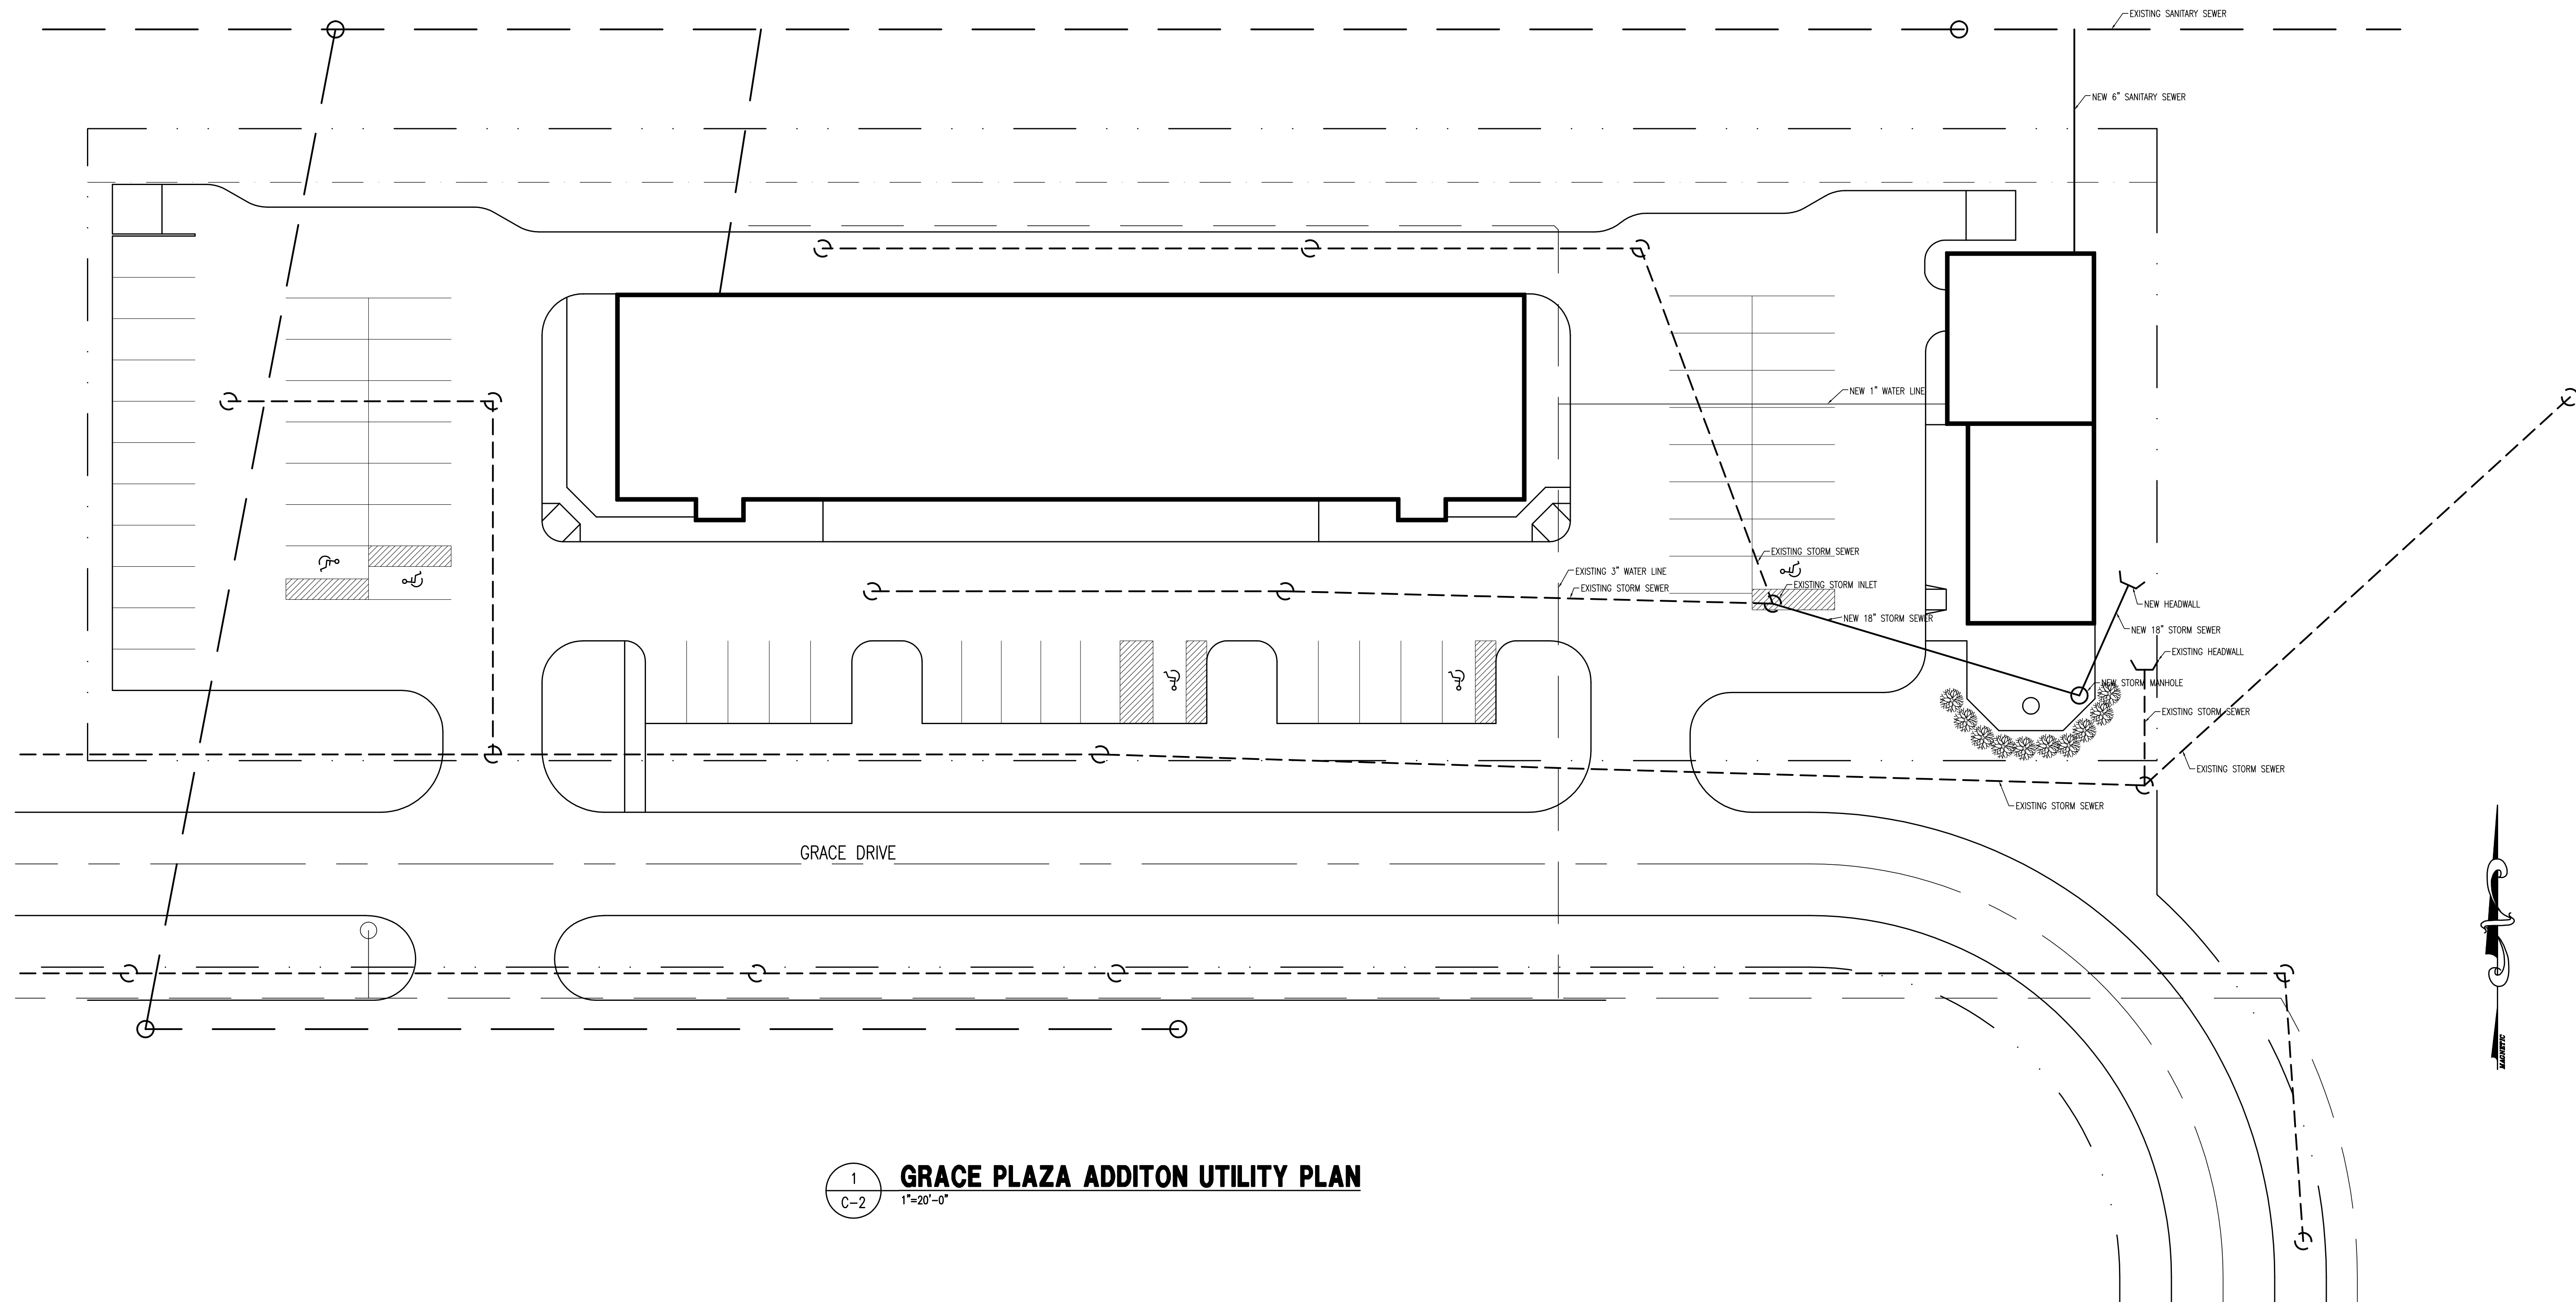 EXISTING SANITARY SEWER
NEW 6" SANITARY SEWER
NEW 1" WATER LINE
EXISTING STORM SEWER
EXISTING 3" WATER LINE
EXISTING STORM SEWER
EXISTING STORM INLET
NEW HEADWALL
NEW 18" STORM SEWER
NEW 18" STORM SEWER
EXISTING HEADWALL
NEW STORM MANHOLE
EXISTING STORM SEWER
EXISTING STORM SEWER
EXISTING STORM SEWER
GRACE DRIVE
MAGNETIC
1
C-2
GRACE PLAZA ADDITON UTILITY PLAN
1"=20'-0"